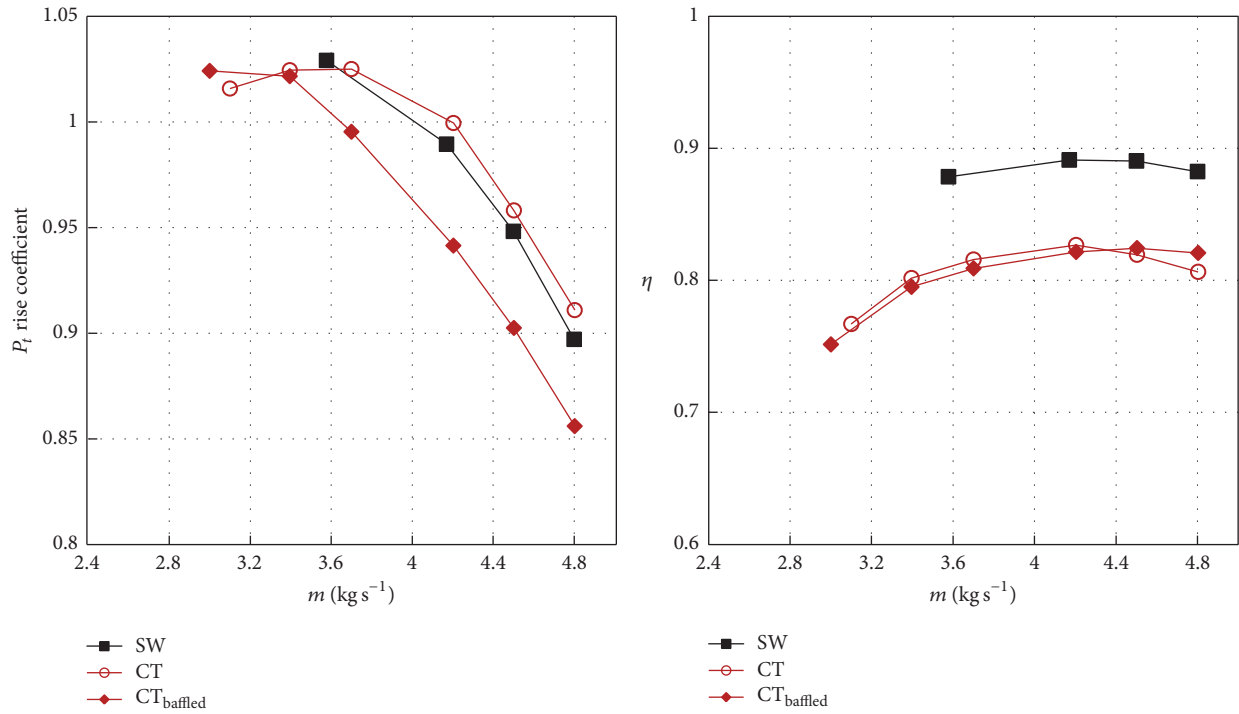 1.05
1
0.95
0.9
0.85
0.8
P_t rise coefficient
2.4 2.8 3.2 3.6 4 4.4 4.8
m (kg s⁻¹)
SW
CT
CT_baffled
1
0.9
0.8
0.7
0.6
η
2.4 2.8 3.2 3.6 4 4.4 4.8
m (kg s⁻¹)
SW
CT
CT_baffled